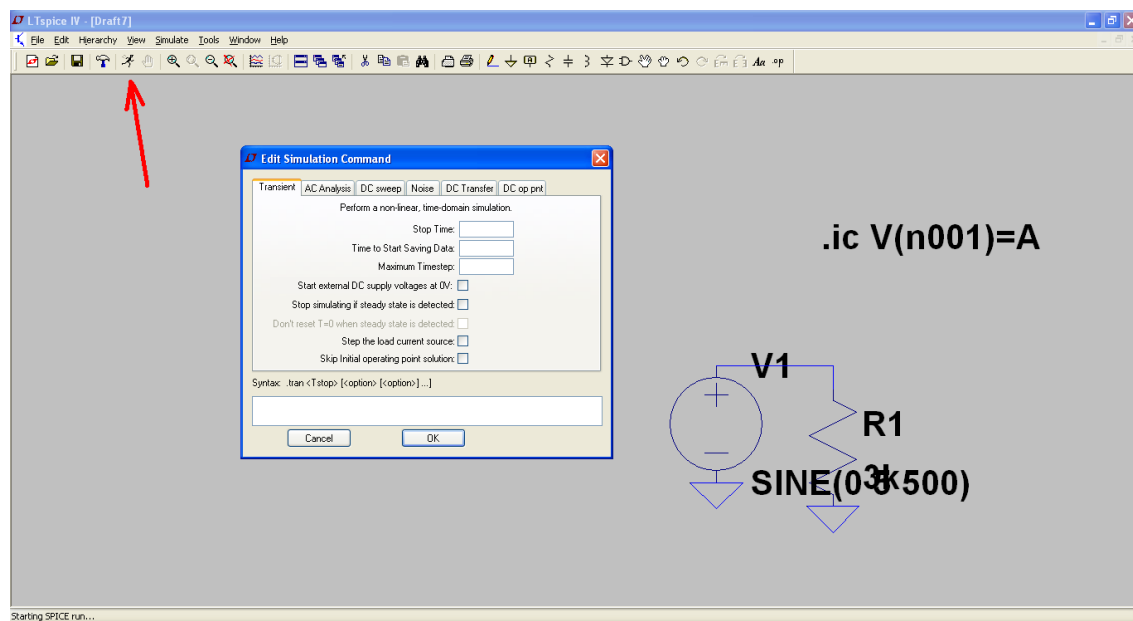 LTspice IV - [Draft7]
File Edit Hierarchy View Simulate Tools Window Help
Aa .op
Edit Simulation Command
Transient AC Analysis DC sweep Noise DC Transfer DC op pnt
Perform a non-linear, time-domain simulation.
Stop Time:
Time to Start Saving Data:
Maximum Timestep:
Start external DC supply voltages at 0V:
Stop simulating if steady state is detected:
Don't reset T=0 when steady state is detected:
Step the load current source:
Skip Initial operating point solution:
Syntax: .tran <Tstop> [<option> [<option>] ...]
Cancel OK
.ic V(n001)=A
V1
R1
3k
SINE(0 5 500)
Starting SPICE run...